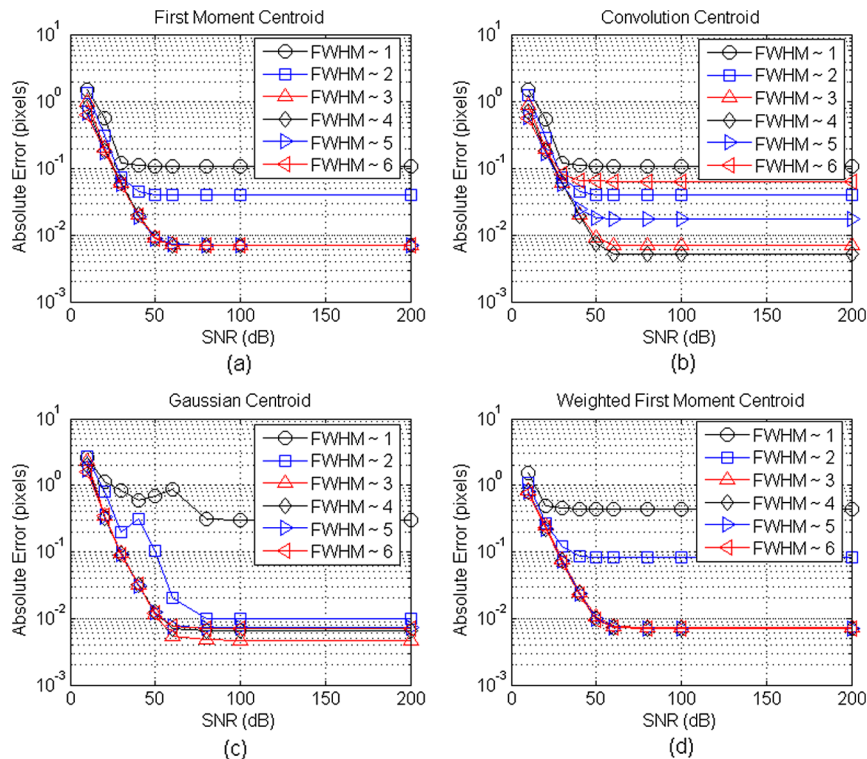 First Moment Centroid
Absolute Error (pixels)
10^1
10^0
10^-1
10^-2
10^-3
FWHM ~ 1
FWHM ~ 2
FWHM ~ 3
FWHM ~ 4
FWHM ~ 5
FWHM ~ 6
0 50 100 150 200
SNR (dB)
(a)
Convolution Centroid
Absolute Error (pixels)
10^1
10^0
10^-1
10^-2
10^-3
FWHM ~ 1
FWHM ~ 2
FWHM ~ 3
FWHM ~ 4
FWHM ~ 5
FWHM ~ 6
0 50 100 150 200
SNR (dB)
(b)
Gaussian Centroid
Absolute Error (pixels)
10^1
10^0
10^-1
10^-2
10^-3
FWHM ~ 1
FWHM ~ 2
FWHM ~ 3
FWHM ~ 4
FWHM ~ 5
FWHM ~ 6
0 50 100 150 200
SNR (dB)
(c)
Weighted First Moment Centroid
Absolute Error (pixels)
10^1
10^0
10^-1
10^-2
10^-3
FWHM ~ 1
FWHM ~ 2
FWHM ~ 3
FWHM ~ 4
FWHM ~ 5
FWHM ~ 6
0 50 100 150 200
SNR (dB)
(d)